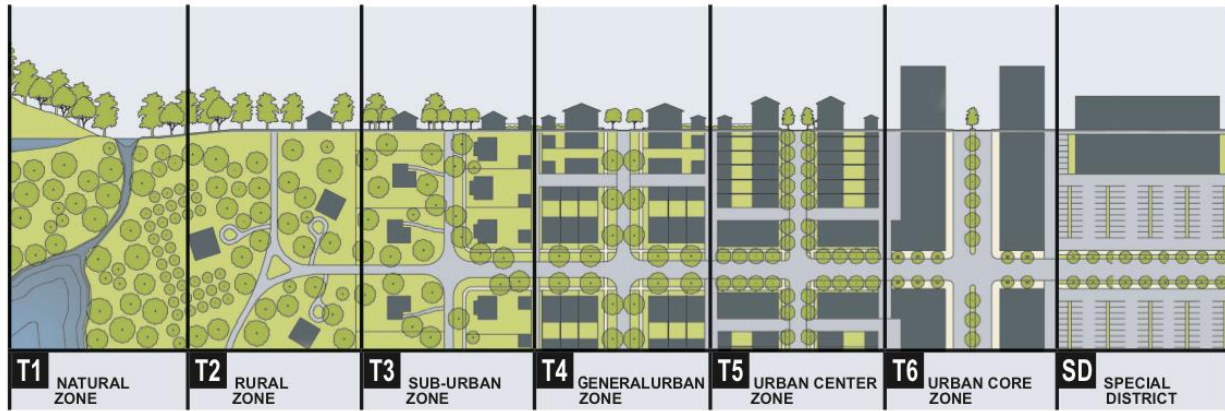 T1 NATURAL
ZONE
T2 RURAL
ZONE
T3 SUB-URBAN
ZONE
T4 GENERALURBAN
ZONE
T5 URBAN CENTER
ZONE
T6 URBAN CORE
ZONE
SD SPECIAL
DISTRICT